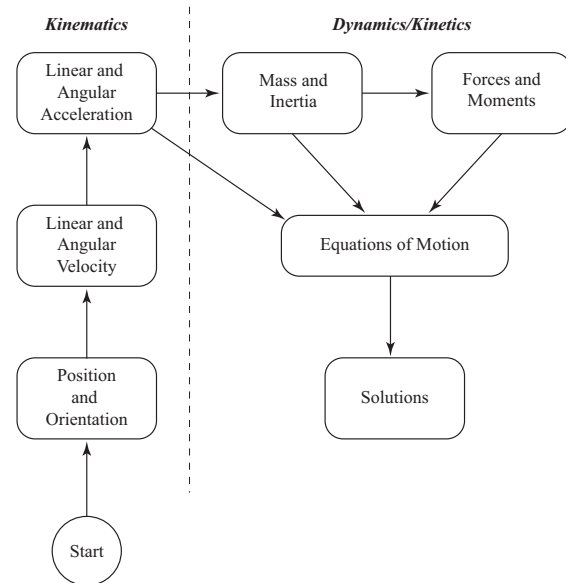 Kinematics
Dynamics/Kinetics
Linear and
Angular
Acceleration
Mass and
Inertia
Forces and
Moments
Linear and
Angular
Velocity
Equations of Motion
Position
and
Orientation
Solutions
Start